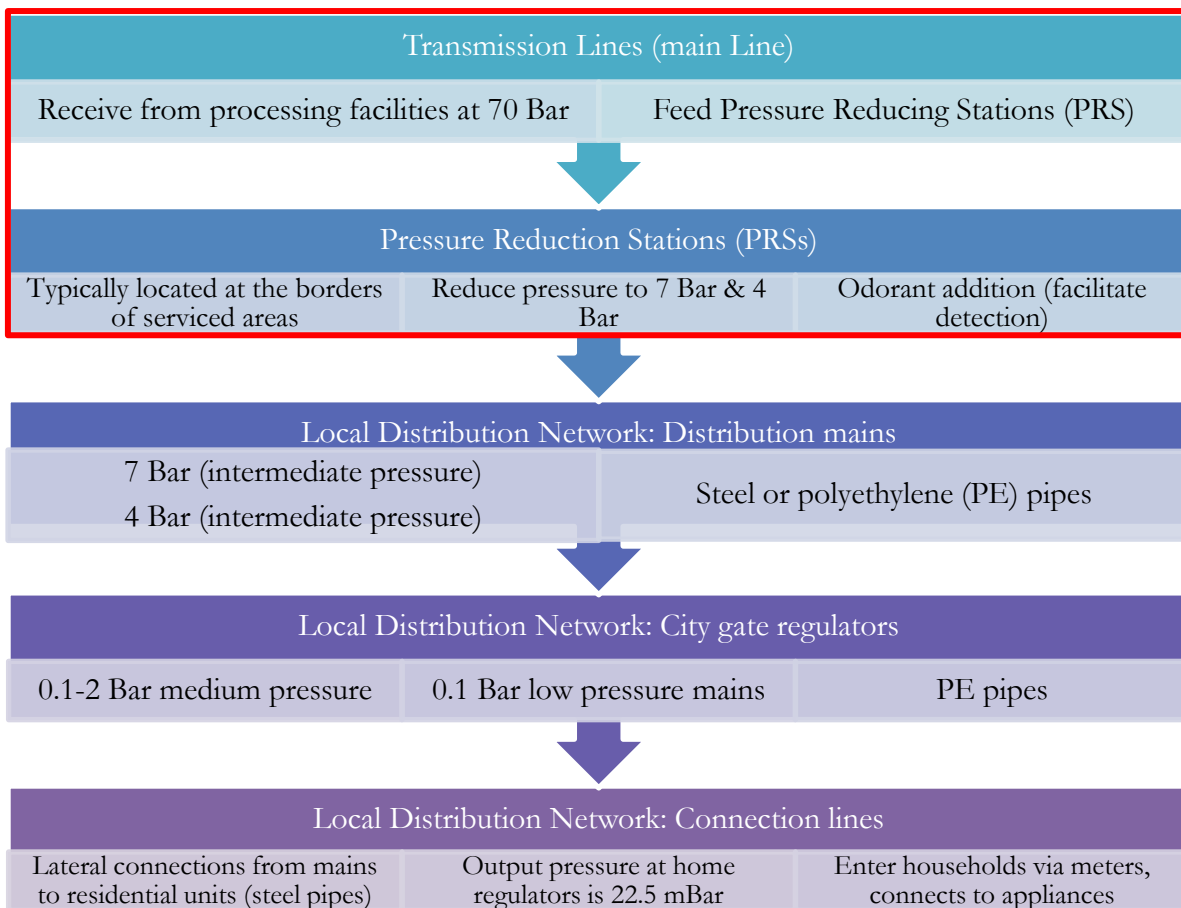 Transmission Lines (main Line)
Receive from processing facilities at 70 Bar
Feed Pressure Reducing Stations (PRS)
Pressure Reduction Stations (PRSs)
Typically located at the borders
of serviced areas
Reduce pressure to 7 Bar & 4
Bar
Odorant addition (facilitate
detection)
Local Distribution Network: Distribution mains
7 Bar (intermediate pressure)
4 Bar (intermediate pressure)
Steel or polyethylene (PE) pipes
Local Distribution Network: City gate regulators
0.1-2 Bar medium pressure
0.1 Bar low pressure mains
PE pipes
Local Distribution Network: Connection lines
Lateral connections from mains
to residential units (steel pipes)
Output pressure at home
regulators is 22.5 mBar
Enter households via meters,
connects to appliances